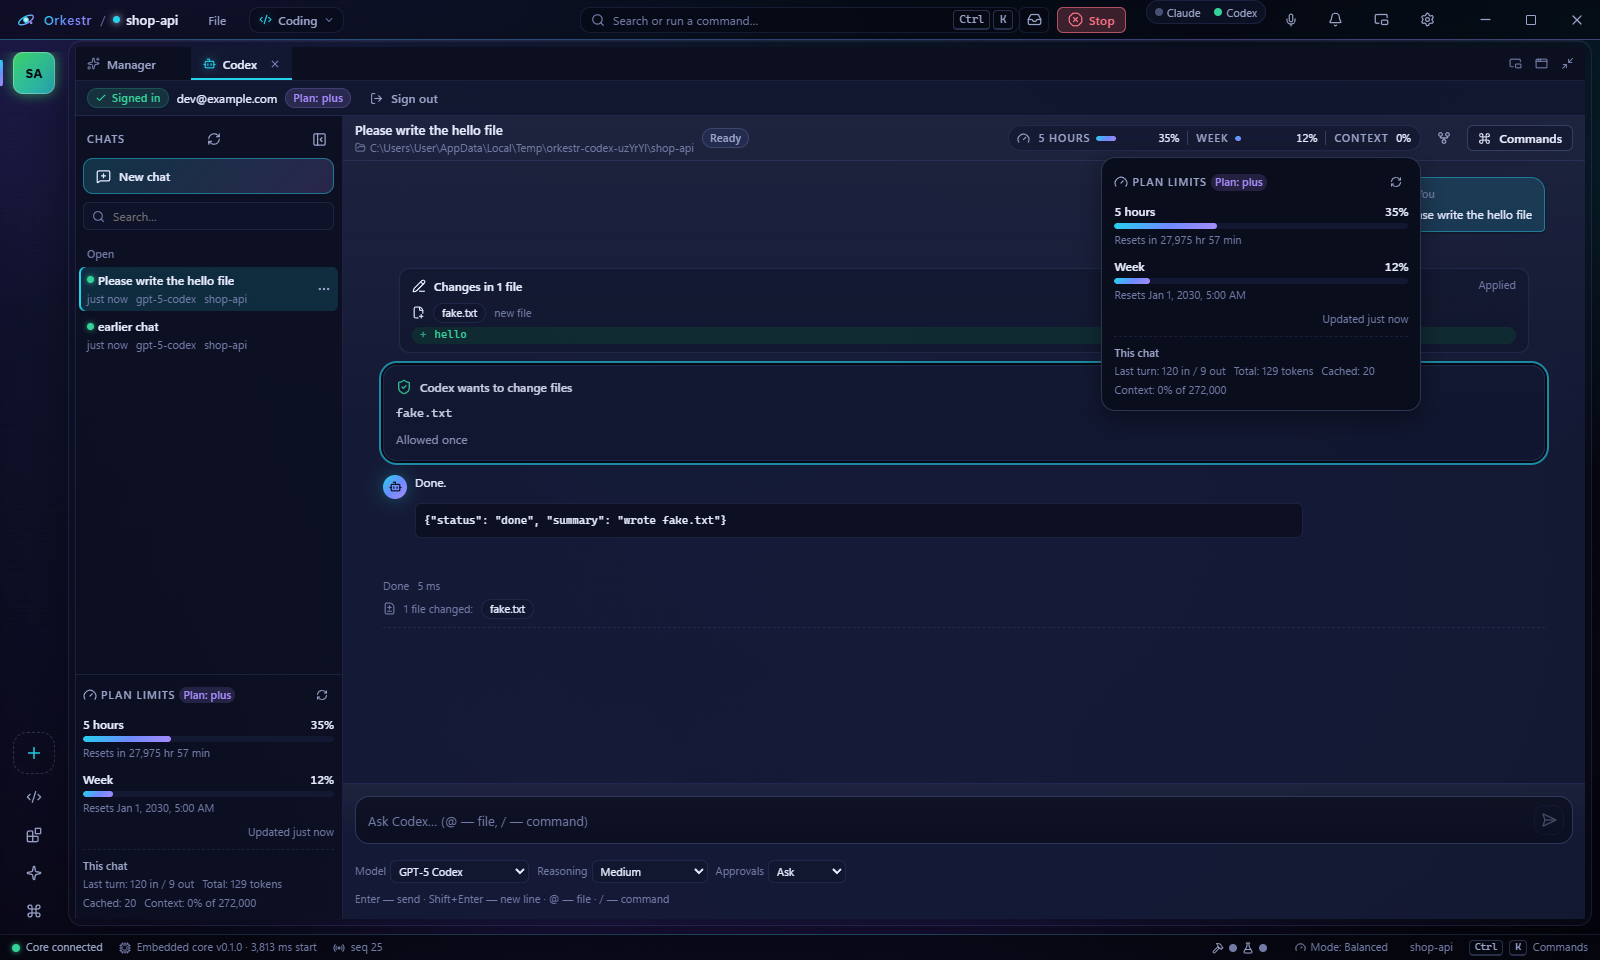 Orkestr / shop-api File Coding Search or run a command... Ctrl K Stop Claude Codex
SA
Manager Codex
Signed in dev@example.com Plan: plus Sign out
CHATS
New chat
Search...
Open
Please write the hello file
just now gpt-5-codex shop-api
earlier chat
just now gpt-5-codex shop-api
PLAN LIMITS Plan: plus
5 hours 35%
Resets in 27,975 hr 57 min
Week 12%
Resets Jan 1, 2030, 5:00 AM
Updated just now
This chat
Last turn: 120 in / 9 out Total: 129 tokens
Cached: 20 Context: 0% of 272,000
Please write the hello file
C:\Users\User\AppData\Local\Temp\orkestr-codex-uzYrYl\shop-api
Ready
5 HOURS 35% WEEK 12% CONTEXT 0% Commands
PLAN LIMITS Plan: plus
5 hours 35%
Resets in 27,975 hr 57 min
Week 12%
Resets Jan 1, 2030, 5:00 AM
Updated just now
This chat
Last turn: 120 in / 9 out Total: 129 tokens Cached: 20
Context: 0% of 272,000
write the hello file
Changes in 1 file Applied
fake.txt new file
+ hello
Codex wants to change files
fake.txt
Allowed once
Done.
{"status": "done", "summary": "wrote fake.txt"}
Done 5 ms
1 file changed: fake.txt
Ask Codex... (@ — file, / — command)
Model GPT-5 Codex Reasoning Medium Approvals Ask
Enter — send · Shift+Enter — new line · @ — file · / — command
Core connected Embedded core v0.1.0 · 3,813 ms start seq 25 Mode: Balanced shop-api Ctrl K Commands